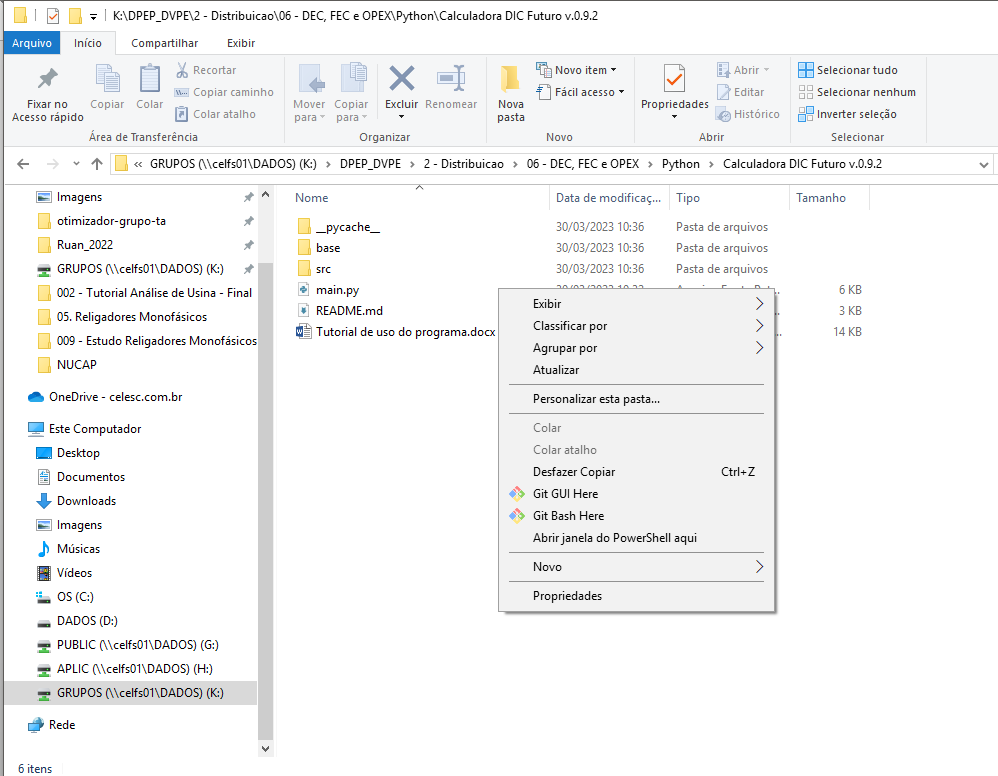 K:\DPEP_DVPE\2 - Distribuicao\06 - DEC, FEC e OPEX\Python\Calculadora DIC Futuro v.0.9.2
Arquivo Início Compartilhar Exibir
Fixar no
Acesso rápido
Copiar
Colar
Recortar
Copiar caminho
Colar atalho
Área de Transferência
Mover
para
Copiar
para
Excluir
Renomear
Organizar
Nova
pasta
Novo item
Fácil acesso
Novo
Propriedades
Abrir
Editar
Histórico
Abrir
Selecionar tudo
Selecionar nenhum
Inverter seleção
Selecionar
« GRUPOS (\\celfs01\DADOS) (K:) > DPEP_DVPE > 2 - Distribuicao > 06 - DEC, FEC e OPEX > Python > Calculadora DIC Futuro v.0.9.2
Imagens
otimizador-grupo-ta
Ruan_2022
GRUPOS (\\celfs01\DADOS) (K:)
002 - Tutorial Análise de Usina - Final
05. Religadores Monofásicos
009 - Estudo Religadores Monofásicos
NUCAP
OneDrive - celesc.com.br
Este Computador
Desktop
Documentos
Downloads
Imagens
Músicas
Vídeos
OS (C:)
DADOS (D:)
PUBLIC (\\celfs01\DADOS) (G:)
APLIC (\\celfs01\DADOS) (H:)
GRUPOS (\\celfs01\DADOS) (K:)
Rede
Nome Data de modificaç... Tipo Tamanho
__pycache__ 30/03/2023 10:36 Pasta de arquivos
base 30/03/2023 10:36 Pasta de arquivos
src 30/03/2023 10:36 Pasta de arquivos
main.py 6 KB
README.md 3 KB
Tutorial de uso do programa.docx 14 KB
Exibir
Classificar por
Agrupar por
Atualizar
Personalizar esta pasta...
Colar
Colar atalho
Desfazer Copiar Ctrl+Z
Git GUI Here
Git Bash Here
Abrir janela do PowerShell aqui
Novo
Propriedades
6 itens